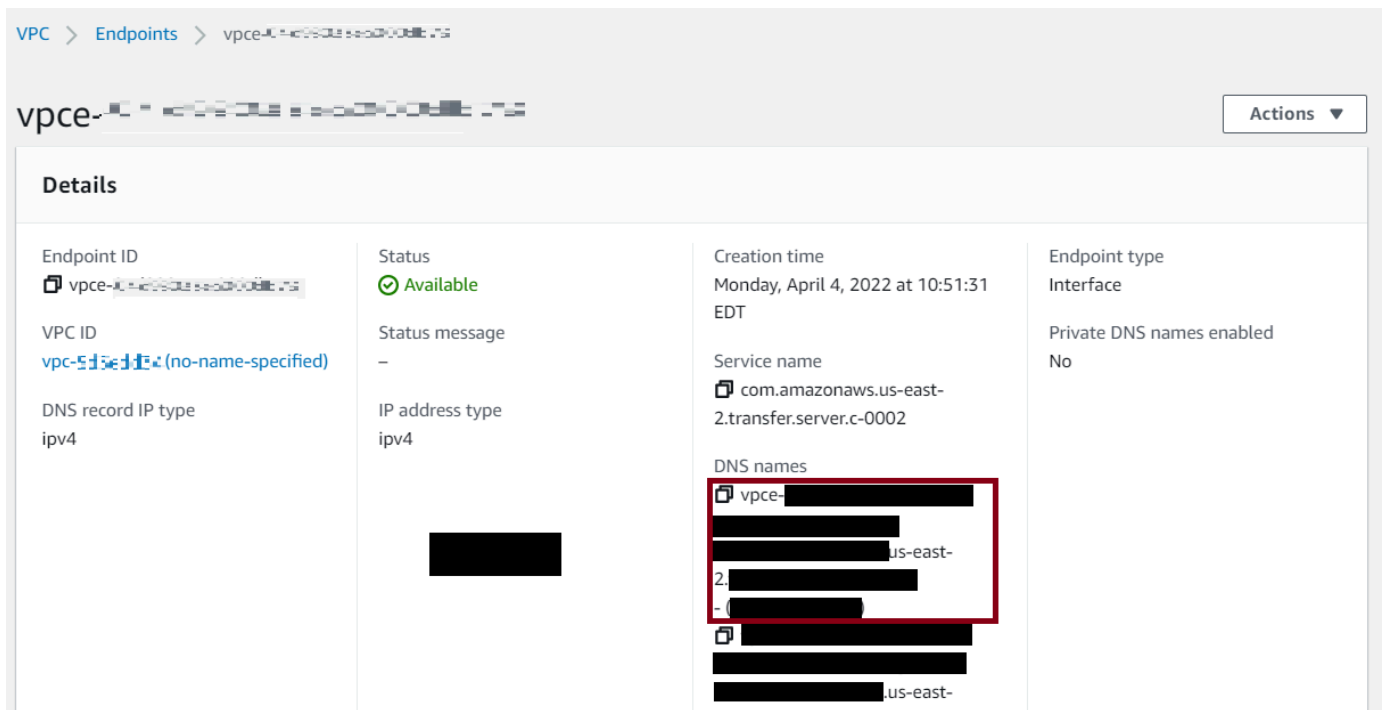 VPC > Endpoints > vpce-
vpce-
Actions
Details
Endpoint ID
vpce-
VPC ID
vpc- (no-name-specified)
DNS record IP type
ipv4
Status
Available
Status message
–
IP address type
ipv4
Creation time
Monday, April 4, 2022 at 10:51:31
EDT
Service name
com.amazonaws.us-east-
2.transfer.server.c-0002
DNS names
vpce-
us-east-
2.
- ( )
.us-east-
Endpoint type
Interface
Private DNS names enabled
No